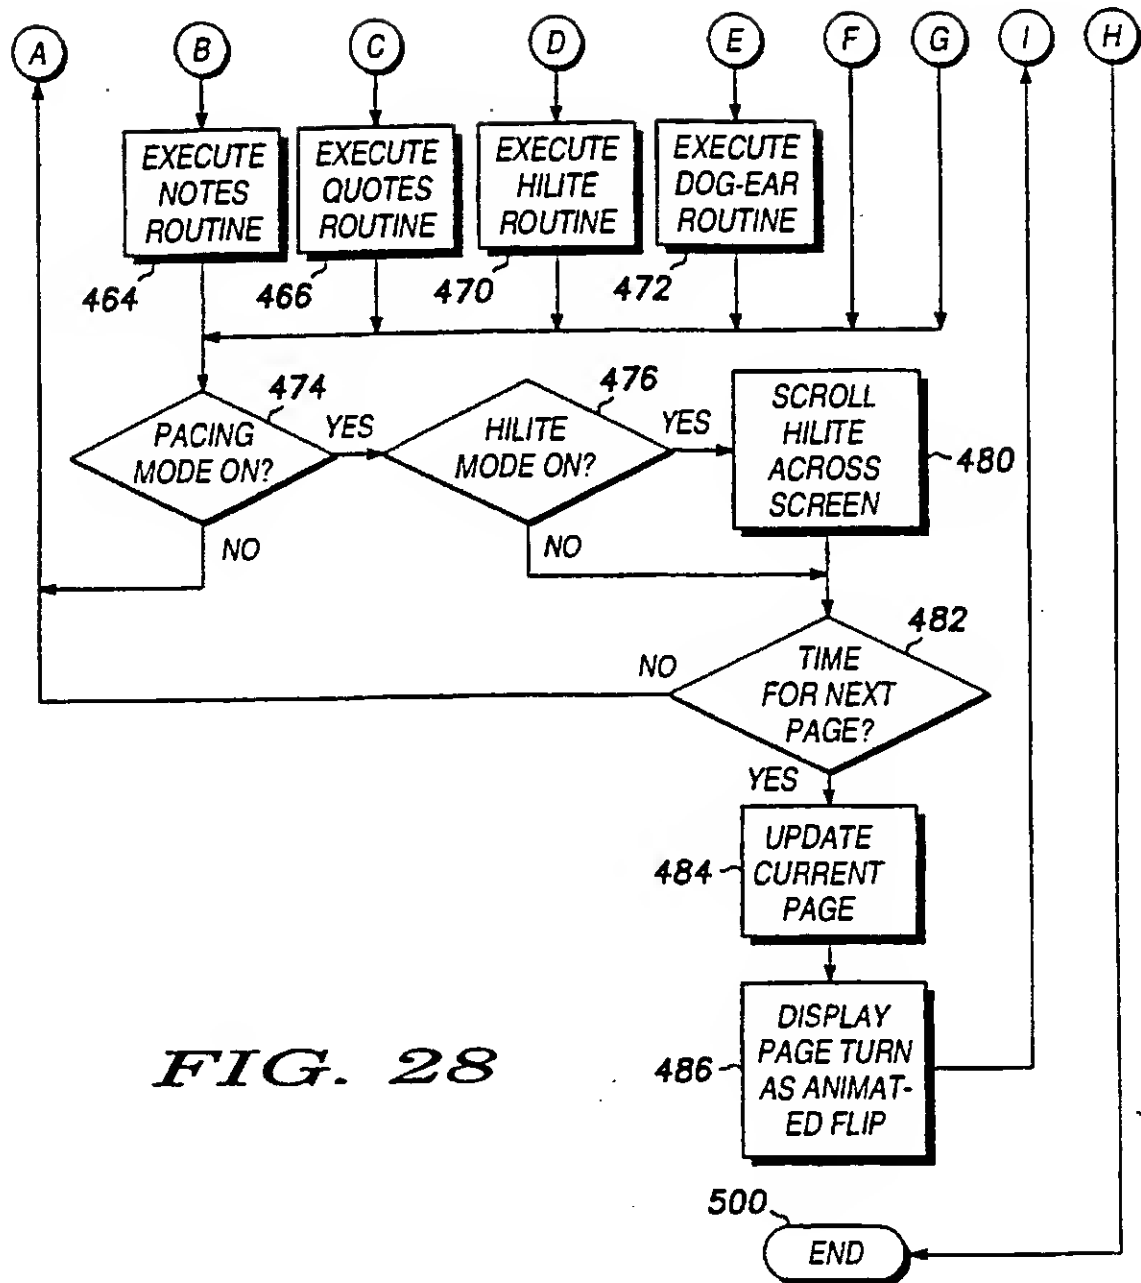 A B C D E F G I H
EXECUTE
NOTES
ROUTINE
464
EXECUTE
QUOTES
ROUTINE
466
EXECUTE
HILITE
ROUTINE
470
EXECUTE
DOG-EAR
ROUTINE
472
PACING
MODE ON?
474
YES
NO
HILITE
MODE ON?
476
YES
NO
SCROLL
HILITE
ACROSS
SCREEN
480
TIME
FOR NEXT
PAGE?
482
NO
YES
UPDATE
CURRENT
PAGE
484
DISPLAY
PAGE TURN
AS ANIMAT-
ED FLIP
486
FIG. 28
500
END